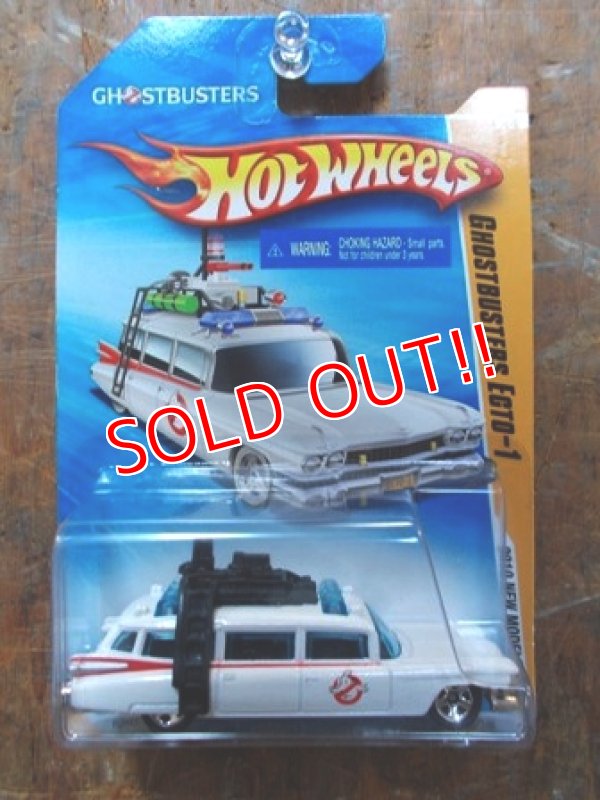 GHOSTBUSTERS
HOT WHEELS
WARNING: CHOKING HAZARD - Small parts
Not for children under 3 years.
GHOSTBUSTERS ECTO-1
SOLD OUT!!
2010 NEW